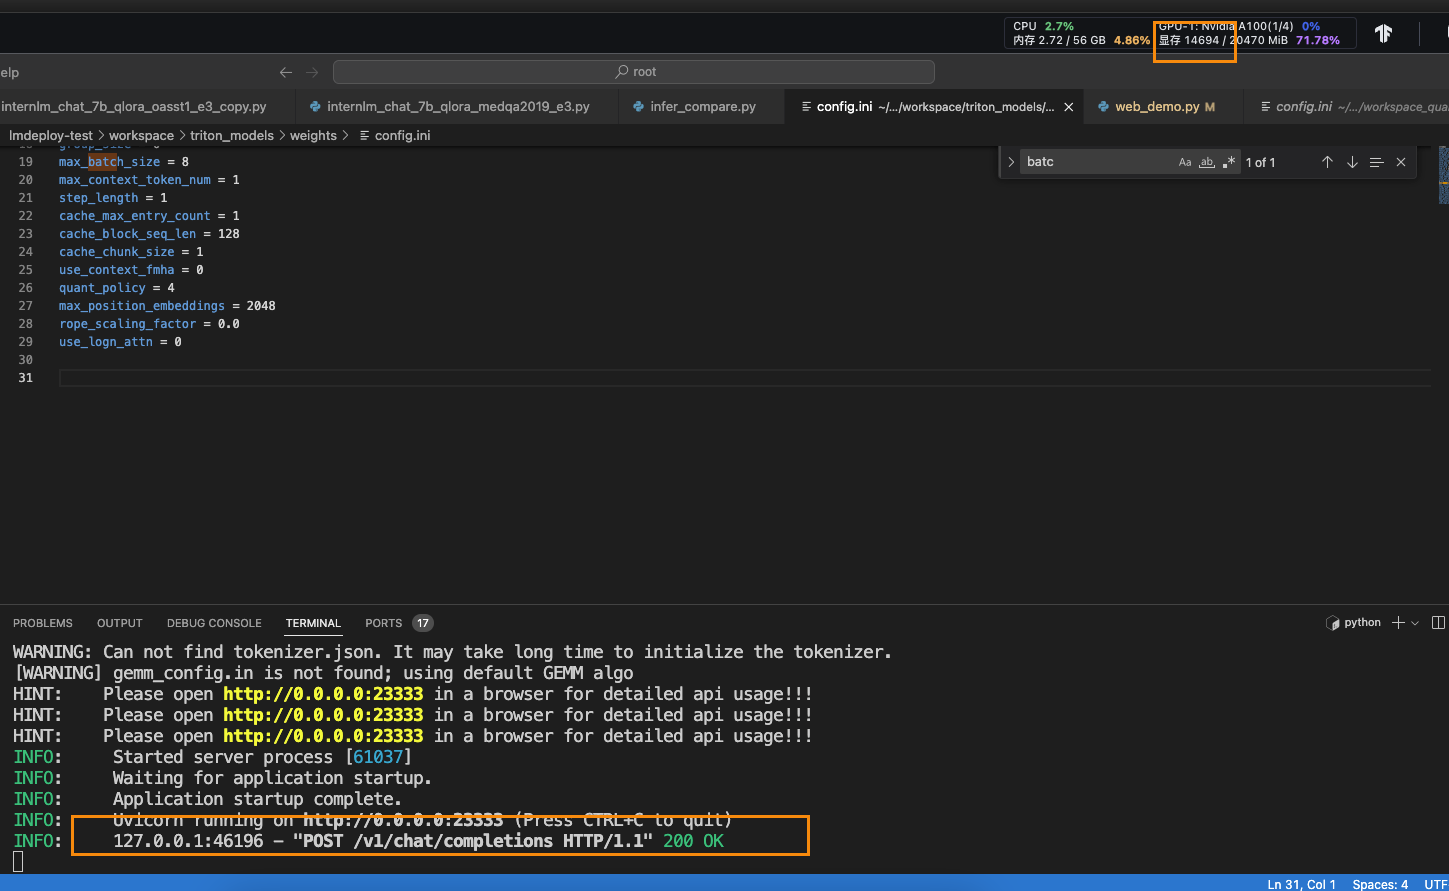 CPU 2.7%
内存 2.72 / 56 GB 4.86%
GPU-1: Nvidia A100(1/4) 0%
显存 14694 / 20470 MiB 71.78%
elp
root
internlm_chat_7b_qlora_oasst1_e3_copy.py
internlm_chat_7b_qlora_medqa2019_e3.py
infer_compare.py
config.ini ~/.../workspace/triton_models/...
web_demo.py M
config.ini ~/.../workspace_qua
lmdeploy-test > workspace > triton_models > weights > config.ini
batc
Aa ab .*
1 of 1
19 max_batch_size = 8
20 max_context_token_num = 1
21 step_length = 1
22 cache_max_entry_count = 1
23 cache_block_seq_len = 128
24 cache_chunk_size = 1
25 use_context_fmha = 0
26 quant_policy = 4
27 max_position_embeddings = 2048
28 rope_scaling_factor = 0.0
29 use_logn_attn = 0
30
31
PROBLEMS OUTPUT DEBUG CONSOLE TERMINAL PORTS 17
python
WARNING: Can not find tokenizer.json. It may take long time to initialize the tokenizer.
[WARNING] gemm_config.in is not found; using default GEMM algo
HINT: Please open http://0.0.0.0:23333 in a browser for detailed api usage!!!
HINT: Please open http://0.0.0.0:23333 in a browser for detailed api usage!!!
HINT: Please open http://0.0.0.0:23333 in a browser for detailed api usage!!!
INFO: Started server process [61037]
INFO: Waiting for application startup.
INFO: Application startup complete.
INFO: Uvicorn running on http://0.0.0.0:23333 (Press CTRL+C to quit)
INFO: 127.0.0.1:46196 - "POST /v1/chat/completions HTTP/1.1" 200 OK
Ln 31, Col 1 Spaces: 4 UTF